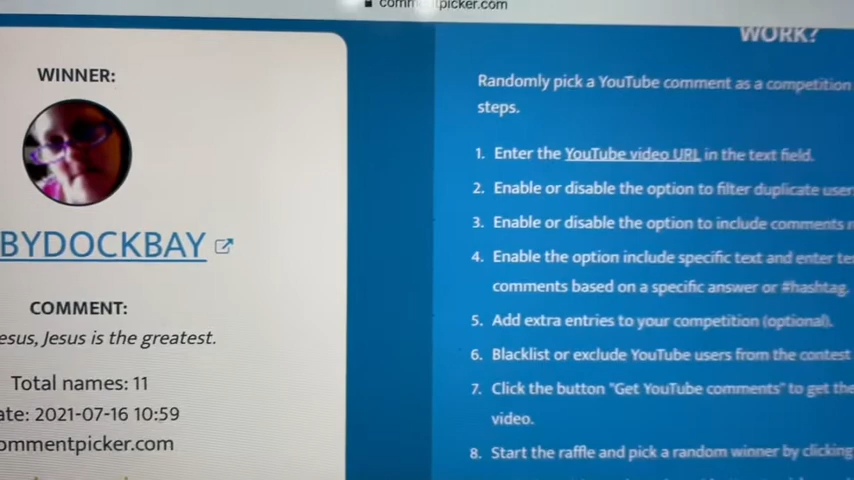 commentpicker.com
WINNER:
BYDOCKBAY
COMMENT:
esus, Jesus is the greatest.
Total names: 11
ate: 2021-07-16 10:59
ommentpicker.com
WORK?
Randomly pick a YouTube comment as a competition
steps.
1. Enter the YouTube video URL in the text field.
2. Enable or disable the option to filter duplicate user
3. Enable or disable the option to include comments
4. Enable the option include specific text and enter
comments based on a specific answer or #hashtag.
5. Add extra entries to your competition (optional).
6. Blacklist or exclude YouTube users from the contest
7. Click the button "Get YouTube comments" to get the
video.
8. Start the raffle and pick a random winner by clicking